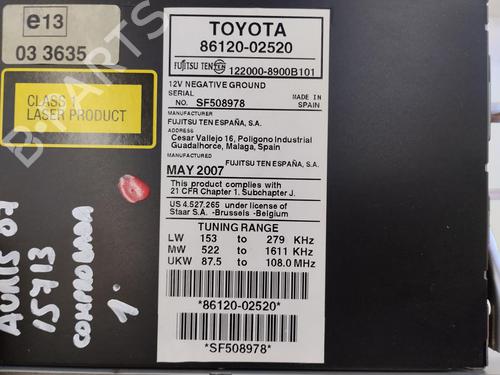 e13
03 3635
CLASS 1
LASER PRODUCT
TOYOTA
86120-02520
FUJITSU TEN TEN 122000-8900B101
12V NEGATIVE GROUND
SERIAL
NO. SF508978
MADE IN
SPAIN
MANUFACTURER
FUJITSU TEN ESPAÑA, S.A.
ADDRESS
Cesar Vallejo 16, Poligono Industrial
Guadalhorce, Malaga, Spain
MANUFACTURED
FUJITSU TEN ESPAÑA, S.A.
MAY 2007
This product complies with
21 CFR Chapter 1. Subchapter J.
US 4.527.265 under license of
Staar S.A. -Brussels -Belgium
TUNING RANGE
LW 153 to 279 KHz
MW 522 to 1611 KHz
UKW 87.5 to 108.0 MHz
*86120-02520*
*SF508978*
AURIS 07
15713
COMPROBADA
1.
B-PARTS